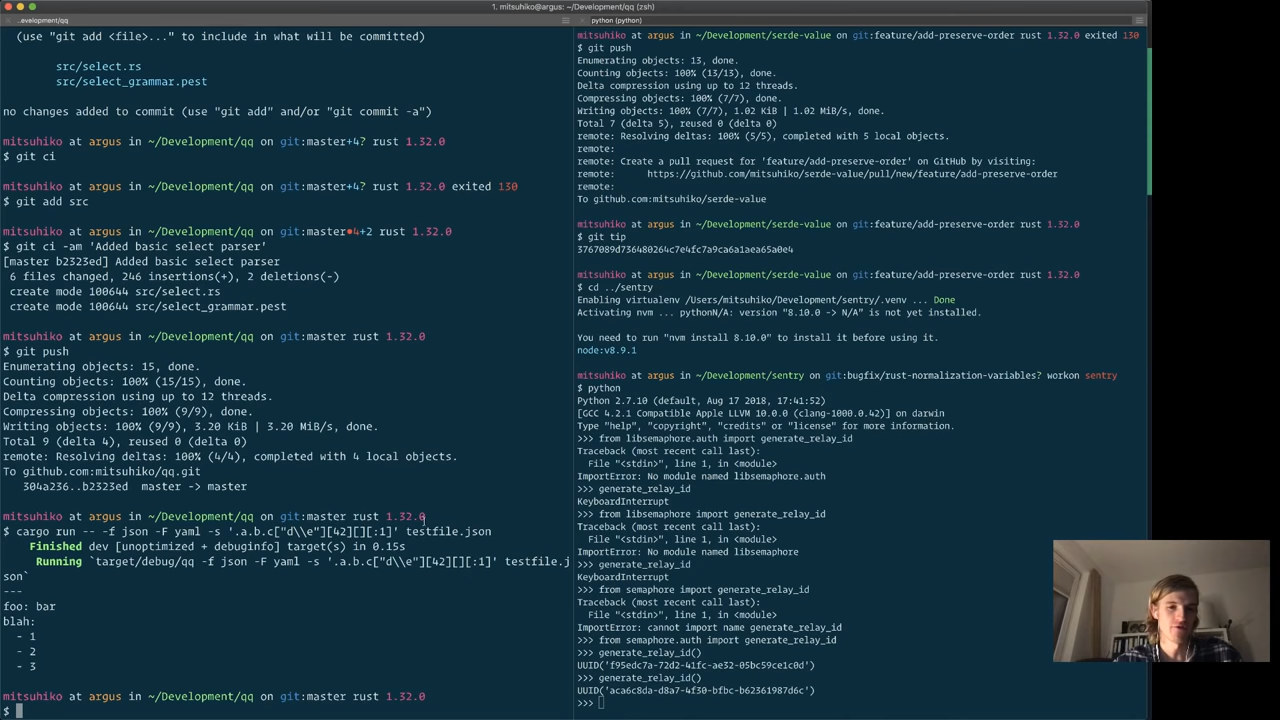 1. mitsuhiko@argus: ~/Development/qq (zsh)
..evelopment/qq
(use "git add <file>..." to include in what will be committed)
src/select.rs
src/select_grammar.pest
no changes added to commit (use "git add" and/or "git commit -a")
mitsuhiko at argus in ~/Development/qq on git:master+4? rust 1.32.0
$ git ci
mitsuhiko at argus in ~/Development/qq on git:master+4? rust 1.32.0 exited 130
$ git add src
mitsuhiko at argus in ~/Development/qq on git:master●4+2 rust 1.32.0
$ git ci -am 'Added basic select parser'
[master b2323ed] Added basic select parser
6 files changed, 246 insertions(+), 2 deletions(-)
create mode 100644 src/select.rs
create mode 100644 src/select_grammar.pest
mitsuhiko at argus in ~/Development/qq on git:master rust 1.32.0
$ git push
Enumerating objects: 15, done.
Counting objects: 100% (15/15), done.
Delta compression using up to 12 threads.
Compressing objects: 100% (9/9), done.
Writing objects: 100% (9/9), 3.20 KiB | 3.20 MiB/s, done.
Total 9 (delta 4), reused 0 (delta 0)
remote: Resolving deltas: 100% (4/4), completed with 4 local objects.
To github.com:mitsuhiko/qq.git
304a236..b2323ed  master -> master
mitsuhiko at argus in ~/Development/qq on git:master rust 1.32.0
$ cargo run -- -f json -F yaml -s '.a.b.c["d\\e"][42][][:1]' testfile.json
Finished dev [unoptimized + debuginfo] target(s) in 0.15s
Running `target/debug/qq -f json -F yaml -s '.a.b.c["d\\e"][42][][:1]' testfile.j
son`
---
foo: bar
blah:
- 1
- 2
- 3
mitsuhiko at argus in ~/Development/qq on git:master rust 1.32.0
$
python (python)
mitsuhiko at argus in ~/Development/serde-value on git:feature/add-preserve-order rust 1.32.0 exited 130
$ git push
Enumerating objects: 13, done.
Counting objects: 100% (13/13), done.
Delta compression using up to 12 threads.
Compressing objects: 100% (7/7), done.
Writing objects: 100% (7/7), 1.02 KiB | 1.02 MiB/s, done.
Total 7 (delta 5), reused 0 (delta 0)
remote: Resolving deltas: 100% (5/5), completed with 5 local objects.
remote:
remote: Create a pull request for 'feature/add-preserve-order' on GitHub by visiting:
remote:      https://github.com/mitsuhiko/serde-value/pull/new/feature/add-preserve-order
remote:
To github.com:mitsuhiko/serde-value
mitsuhiko at argus in ~/Development/serde-value on git:feature/add-preserve-order rust 1.32.0
$ git tip
3767089d736480264c7e4fc7a9ca6a1aea65a0e4
mitsuhiko at argus in ~/Development/serde-value on git:feature/add-preserve-order rust 1.32.0
$ cd ../sentry
Enabling virtualenv /Users/mitsuhiko/Development/sentry/.venv ... Done
Activating nvm ... pythonN/A: version "8.10.0 -> N/A" is not yet installed.
You need to run "nvm install 8.10.0" to install it before using it.
node:v8.9.1
mitsuhiko at argus in ~/Development/sentry on git:bugfix/rust-normalization-variables? workon sentry
$ python
Python 2.7.10 (default, Aug 17 2018, 17:41:52)
[GCC 4.2.1 Compatible Apple LLVM 10.0.0 (clang-1000.0.42)] on darwin
Type "help", "copyright", "credits" or "license" for more information.
>>> from libsemaphore.auth import generate_relay_id
Traceback (most recent call last):
File "<stdin>", line 1, in <module>
ImportError: No module named libsemaphore.auth
>>> generate_relay_id
KeyboardInterrupt
>>> from libsemaphore import generate_relay_id
Traceback (most recent call last):
File "<stdin>", line 1, in <module>
ImportError: No module named libsemaphore
>>> generate_relay_id
KeyboardInterrupt
>>> from semaphore import generate_relay_id
Traceback (most recent call last):
File "<stdin>", line 1, in <module>
ImportError: cannot import name generate_relay_id
>>> from semaphore.auth import generate_relay_id
>>> generate_relay_id()
UUID('f95edc7a-72d2-41fc-ae32-05bc59ce1c0d')
>>> generate_relay_id()
UUID('aca6c8da-d8a7-4f30-bfbc-b62361987d6c')
>>>